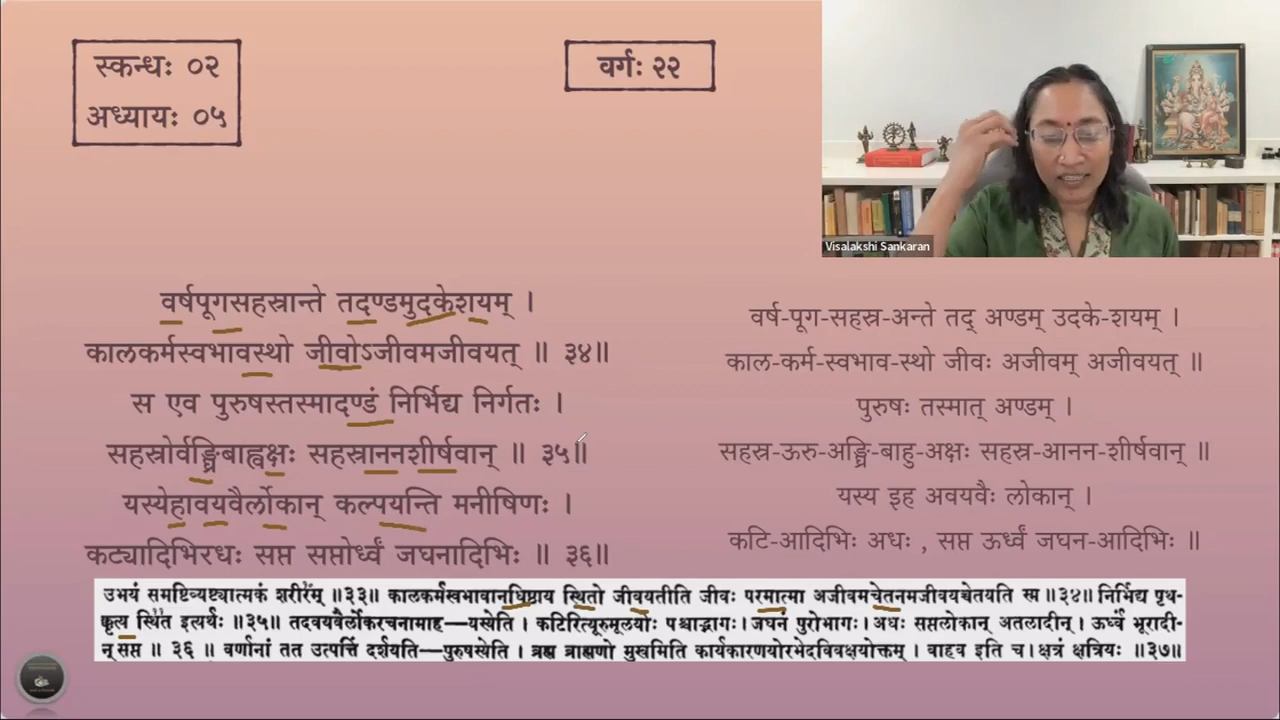 स्कन्धः ०२
अध्यायः ०५
वर्गः २२
Visalakshi Sankaran
वर्षपूगसहस्रान्ते तदण्डमुदकेशयम् ।
कालकर्मस्वभावस्थो जीवोऽजीवमजीवयत् ॥ ३४॥
स एव पुरुषस्तस्मादण्डं निर्भिद्य निर्गतः ।
सहस्रोर्वङ्घ्रिबाह्वक्षः सहस्राननशीर्षवान् ॥ ३५॥
यस्येहावयवैर्लोकान् कल्पयन्ति मनीषिणः ।
कट्यादिभिरधः सप्त सप्तोर्ध्वं जघनादिभिः ॥ ३६॥
वर्ष-पूग-सहस्र-अन्ते तद् अण्डम् उदके-शयम् ।
काल-कर्म-स्वभाव-स्थो जीवः अजीवम् अजीवयत् ॥
पुरुषः तस्मात् अण्डम् ।
सहस्र-ऊरु-अङ्घ्रि-बाहु-अक्षः सहस्र-आनन-शीर्षवान् ॥
यस्य इह अवयवैः लोकान् ।
कटि-आदिभिः अधः , सप्त ऊर्ध्वं जघन-आदिभिः ॥
उभयं समष्टिव्यष्ट्यात्मकं शरीरम् ॥३३॥ कालकर्मस्वभावानधिष्ठाय स्थितो जीवयतीति जीवः परमात्मा अजीवमचेतनमजीवयच्चेतयति स्म ॥३४॥ निर्भिद्य पृथ-
कृत्य स्थित इत्यर्थः ॥३५॥ तदवयवैर्लोकरचनामाह—यस्येति । कटिरित्यूरुमूलयोः पश्चाद्भागः। जघनं पुरोभागः। अधः सप्तलोकान् अतलादीन्। ऊर्ध्वं भूरादी-
न् सप्त ॥ ३६ ॥ वर्णानां तत उत्पत्तिं दर्शयति—पुरुषस्येति । ब्रह्म ब्राह्मणो मुखमिति कार्यकारणयोरभेदविवक्षयोक्तम् । बाहव इति च। क्षत्रं क्षत्रियः ॥३७॥